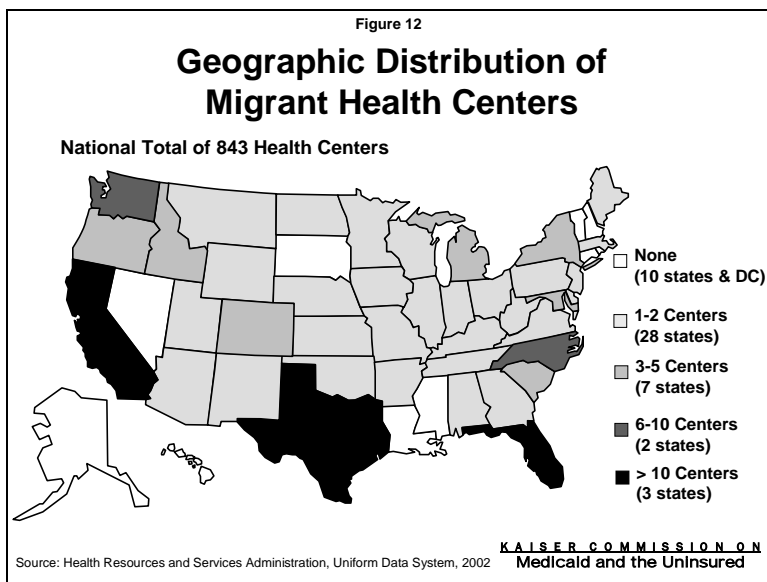 Figure 12
Geographic Distribution of
Migrant Health Centers
National Total of 843 Health Centers
None
(10 states & DC)
1-2 Centers
(28 states)
3-5 Centers
(7 states)
6-10 Centers
(2 states)
> 10 Centers
(3 states)
Source: Health Resources and Services Administration, Uniform Data System, 2002
KAISER COMMISSION ON
Medicaid and the Uninsured